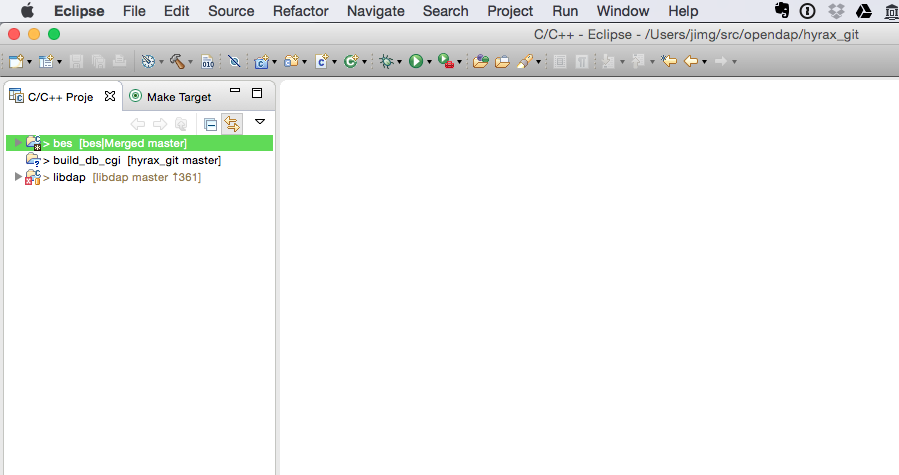 Eclipse File Edit Source Refactor Navigate Search Project Run Window Help
C/C++ - Eclipse - /Users/jimg/src/opendap/hyrax_git
010
C/C++ Proje Make Target
> bes [bes|Merged master]
> build_db_cgi [hyrax_git master]
> libdap [libdap master ↑361]